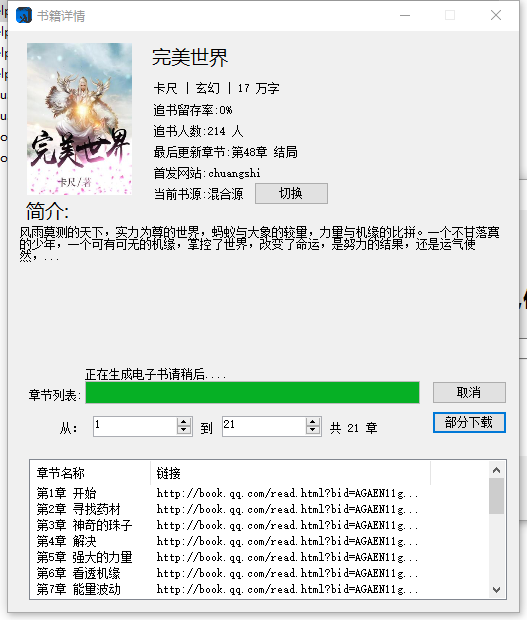 书籍详情
完美世界
卡尺 | 玄幻 | 17 万字
追书留存率:0%
追书人数:214 人
最后更新章节:第48章 结局
首发网站:chuangshi
当前书源:混合源
切换
完美世界
卡尺/著
简介:
风雨莫测的天下，实力为尊的世界，蚂蚁与大象的较量，力量与机缘的比拼。一个不甘落寞
的少年，一个可有可无的机缘，掌控了世界，改变了命运，是努力的结果，还是运气使
然，...
正在生成电子书请稍后....
章节列表:
取消
从: 1 到 21 共 21 章
部分下载
章节名称 链接
第1章 开始 http://book.qq.com/read.html?bid=AGAEN11g...
第2章 寻找药材 http://book.qq.com/read.html?bid=AGAEN11g...
第3章 神奇的珠子 http://book.qq.com/read.html?bid=AGAEN11g...
第4章 解决 http://book.qq.com/read.html?bid=AGAEN11g...
第5章 强大的力量 http://book.qq.com/read.html?bid=AGAEN11g...
第6章 看透机缘 http://book.qq.com/read.html?bid=AGAEN11g...
第7章 能量波动 http://book.qq.com/read.html?bid=AGAEN11g...